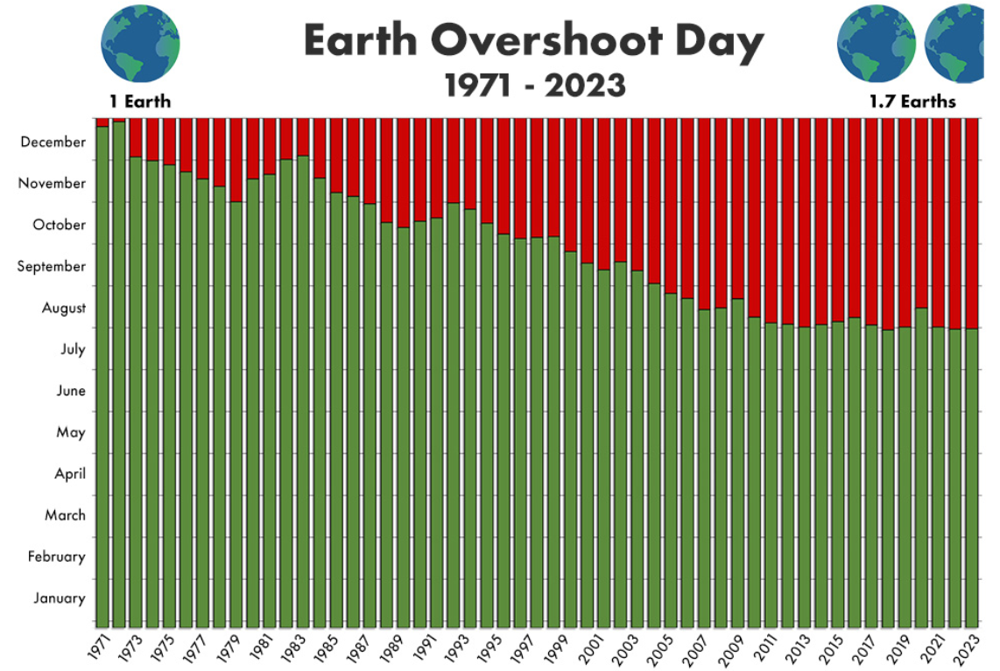 Earth Overshoot Day
1971 - 2023
1 Earth
1.7 Earths
December
November
October
September
August
July
June
May
April
March
February
January
1971
1973
1975
1977
1979
1981
1983
1985
1987
1989
1991
1993
1995
1997
1999
2001
2003
2005
2007
2009
2011
2013
2015
2017
2019
2021
2023